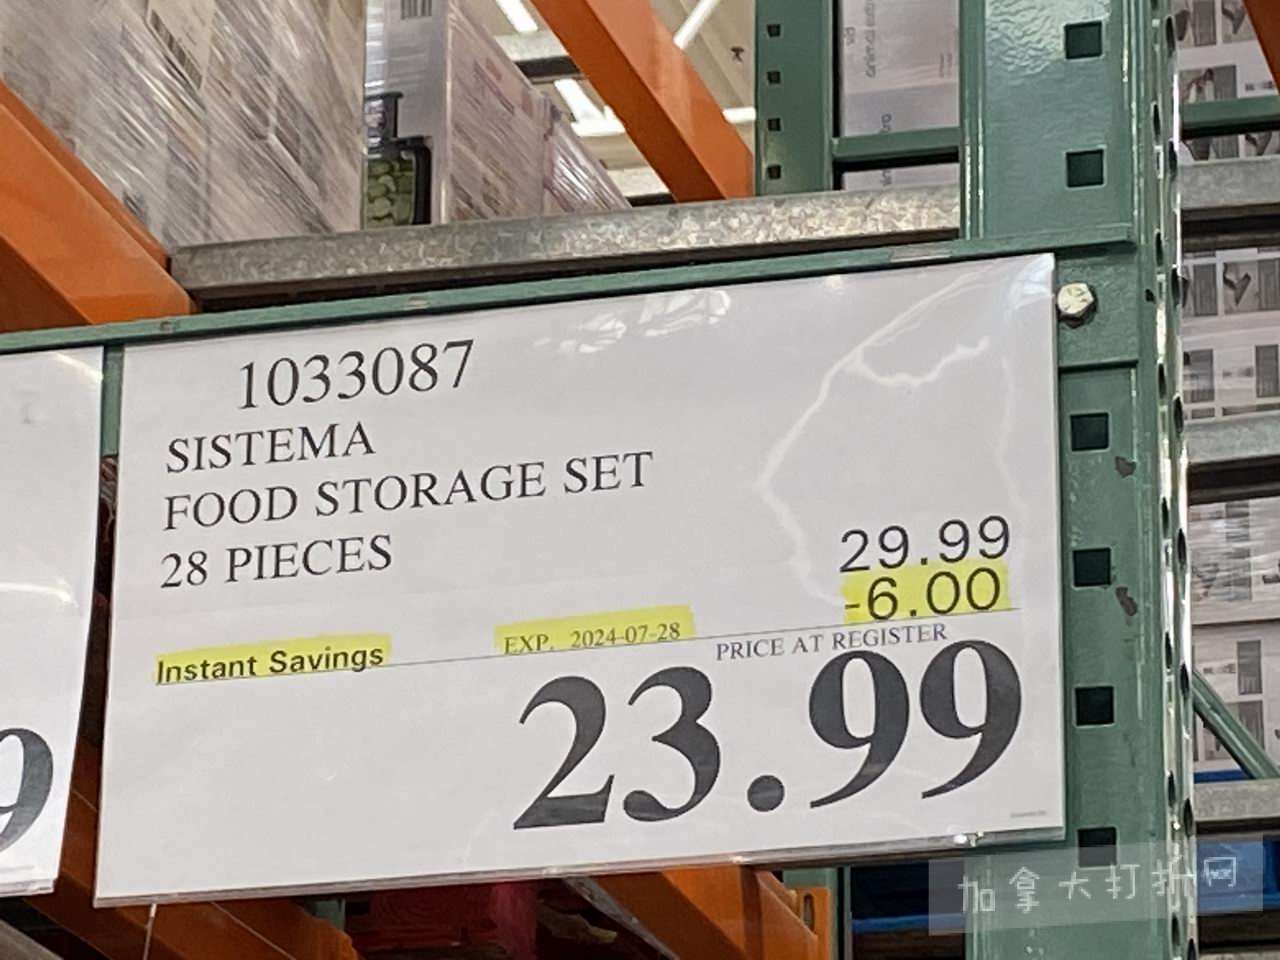 1033087
SISTEMA
FOOD STORAGE SET
28 PIECES
29.99
-6.00
Instant Savings
EXP. 2024-07-28
PRICE AT REGISTER
23.99
9
加拿大打折网